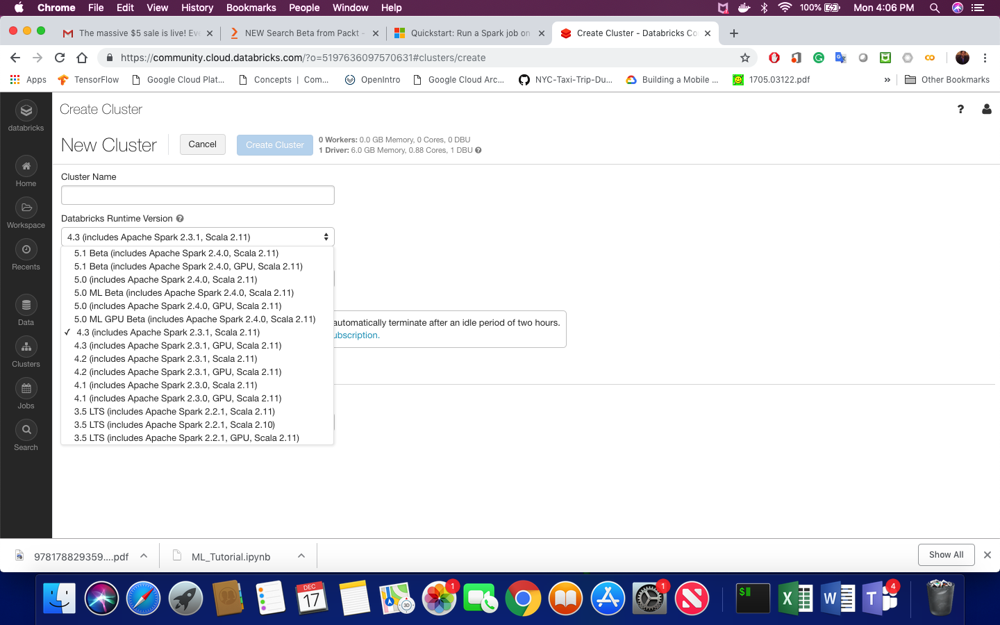 Chrome File Edit View History Bookmarks People Window Help 100% Mon 4:06 PM
The massive $5 sale is live! Eve
NEW Search Beta from Packt -
Quickstart: Run a Spark job on
Create Cluster - Databricks Co
https://community.cloud.databricks.com/?o=5197636097570631#clusters/create
Apps TensorFlow Google Cloud Plat... Concepts | Com... OpenIntro Google Cloud Arc... NYC-Taxi-Trip-Du... Building a Mobile ... 1705.03122.pdf » Other Bookmarks
databricks
Home
Workspace
Recents
Data
Clusters
Jobs
Search
Create Cluster
?
New Cluster
Cancel
Create Cluster
0 Workers: 0.0 GB Memory, 0 Cores, 0 DBU
1 Driver: 6.0 GB Memory, 0.88 Cores, 1 DBU ?
Cluster Name
Databricks Runtime Version ?
4.3 (includes Apache Spark 2.3.1, Scala 2.11)
5.1 Beta (includes Apache Spark 2.4.0, Scala 2.11)
5.1 Beta (includes Apache Spark 2.4.0, GPU, Scala 2.11)
5.0 (includes Apache Spark 2.4.0, Scala 2.11)
5.0 ML Beta (includes Apache Spark 2.4.0, Scala 2.11)
5.0 (includes Apache Spark 2.4.0, GPU, Scala 2.11)
5.0 ML GPU Beta (includes Apache Spark 2.4.0, Scala 2.11)
✓ 4.3 (includes Apache Spark 2.3.1, Scala 2.11)
4.3 (includes Apache Spark 2.3.1, GPU, Scala 2.11)
4.2 (includes Apache Spark 2.3.1, Scala 2.11)
4.2 (includes Apache Spark 2.3.1, GPU, Scala 2.11)
4.1 (includes Apache Spark 2.3.0, Scala 2.11)
4.1 (includes Apache Spark 2.3.0, GPU, Scala 2.11)
3.5 LTS (includes Apache Spark 2.2.1, Scala 2.11)
3.5 LTS (includes Apache Spark 2.2.1, Scala 2.10)
3.5 LTS (includes Apache Spark 2.2.1, GPU, Scala 2.11)
automatically terminate after an idle period of two hours.
ubscription.
978178829359....pdf
ML_Tutorial.ipynb
Show All
DEC
17
3D
1
1
$
X
W
T
4